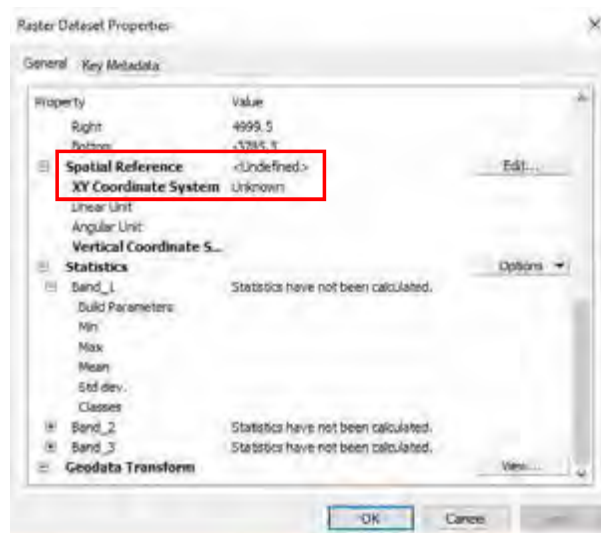 Raster Dataset Properties
General Key Metadata
Property Value
Right 4999.5
Bottom -3785.5
Spatial Reference <Undefined> Edit...
XY Coordinate System Unknown
Linear Unit
Angular Unit
Vertical Coordinate S...
Statistics Options
Band_1 Statistics have not been calculated.
Build Parameters
Min
Max
Mean
Std dev.
Classes
Band_2 Statistics have not been calculated.
Band_3 Statistics have not been calculated.
Geodata Transform View...
OK Cancel